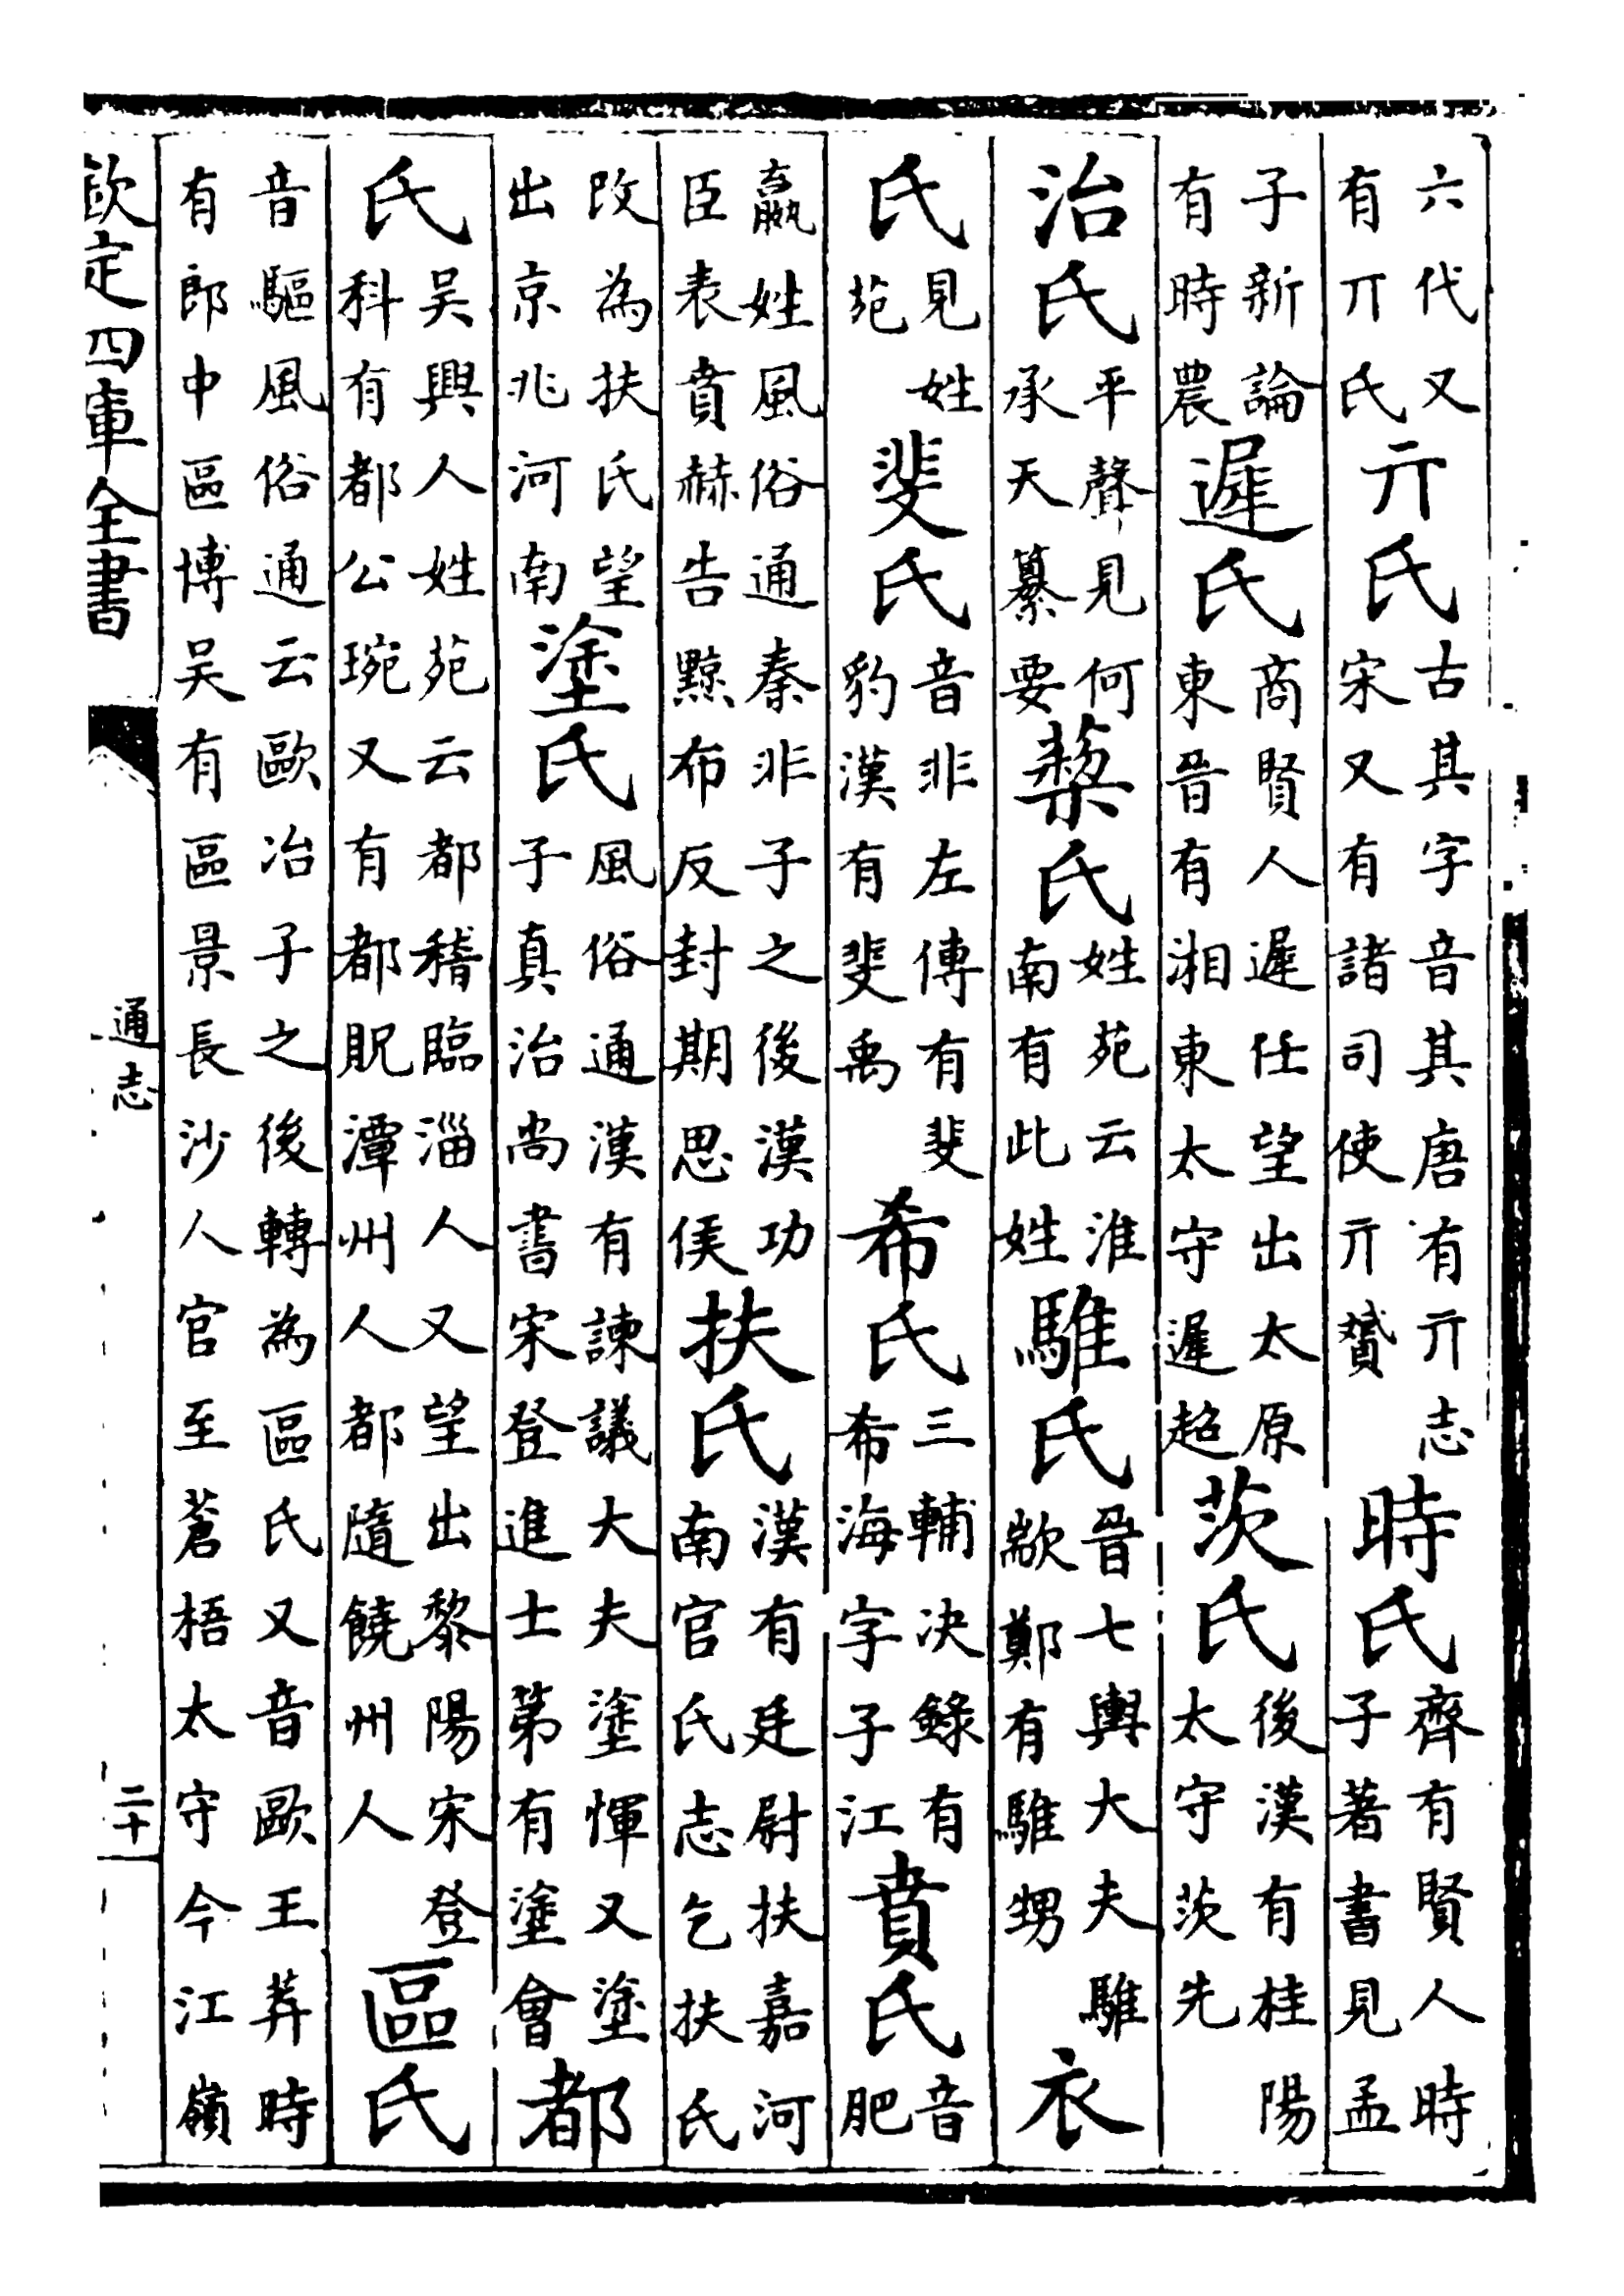 六代又有丌氏亓氏古其字音其唐有亓志宋又有諸司使亓贇時氏齊有賢人時子著書見孟
子新論有時農遲氏商賢人遲任望出太原東晉有湘東太守遲超茨氏後漢有桂陽太守茨先
治氏平聲見何承天纂要蔾氏姓苑云淮南有此姓騅氏晉七輿大夫騅歂鄭有騅甥衣
氏見姓苑斐氏音非左傳有斐豹漢有斐禹希氏三輔决錄有希海字子江賁氏音肥
嬴姓風俗通秦非子之後漢功臣表賁赫告黥布反封期思侯扶氏漢有廷尉扶嘉河南官氏志乞扶氏
改為扶氏望出京兆河南塗氏風俗通漢有諫議大夫塗惲又塗子真治尚書宋登進士第有塗會都
氏吳興人姓苑云都稽臨淄人又望出黎陽宋登科有都公琬又有都貺潭州人都隨饒州人區氏
音驅風俗通云歐冶子之後轉為區氏又音歐王莽時有郎中區博吳有區景長沙人官至蒼梧太守今江嶺
欽定四庫全書
通志
二十